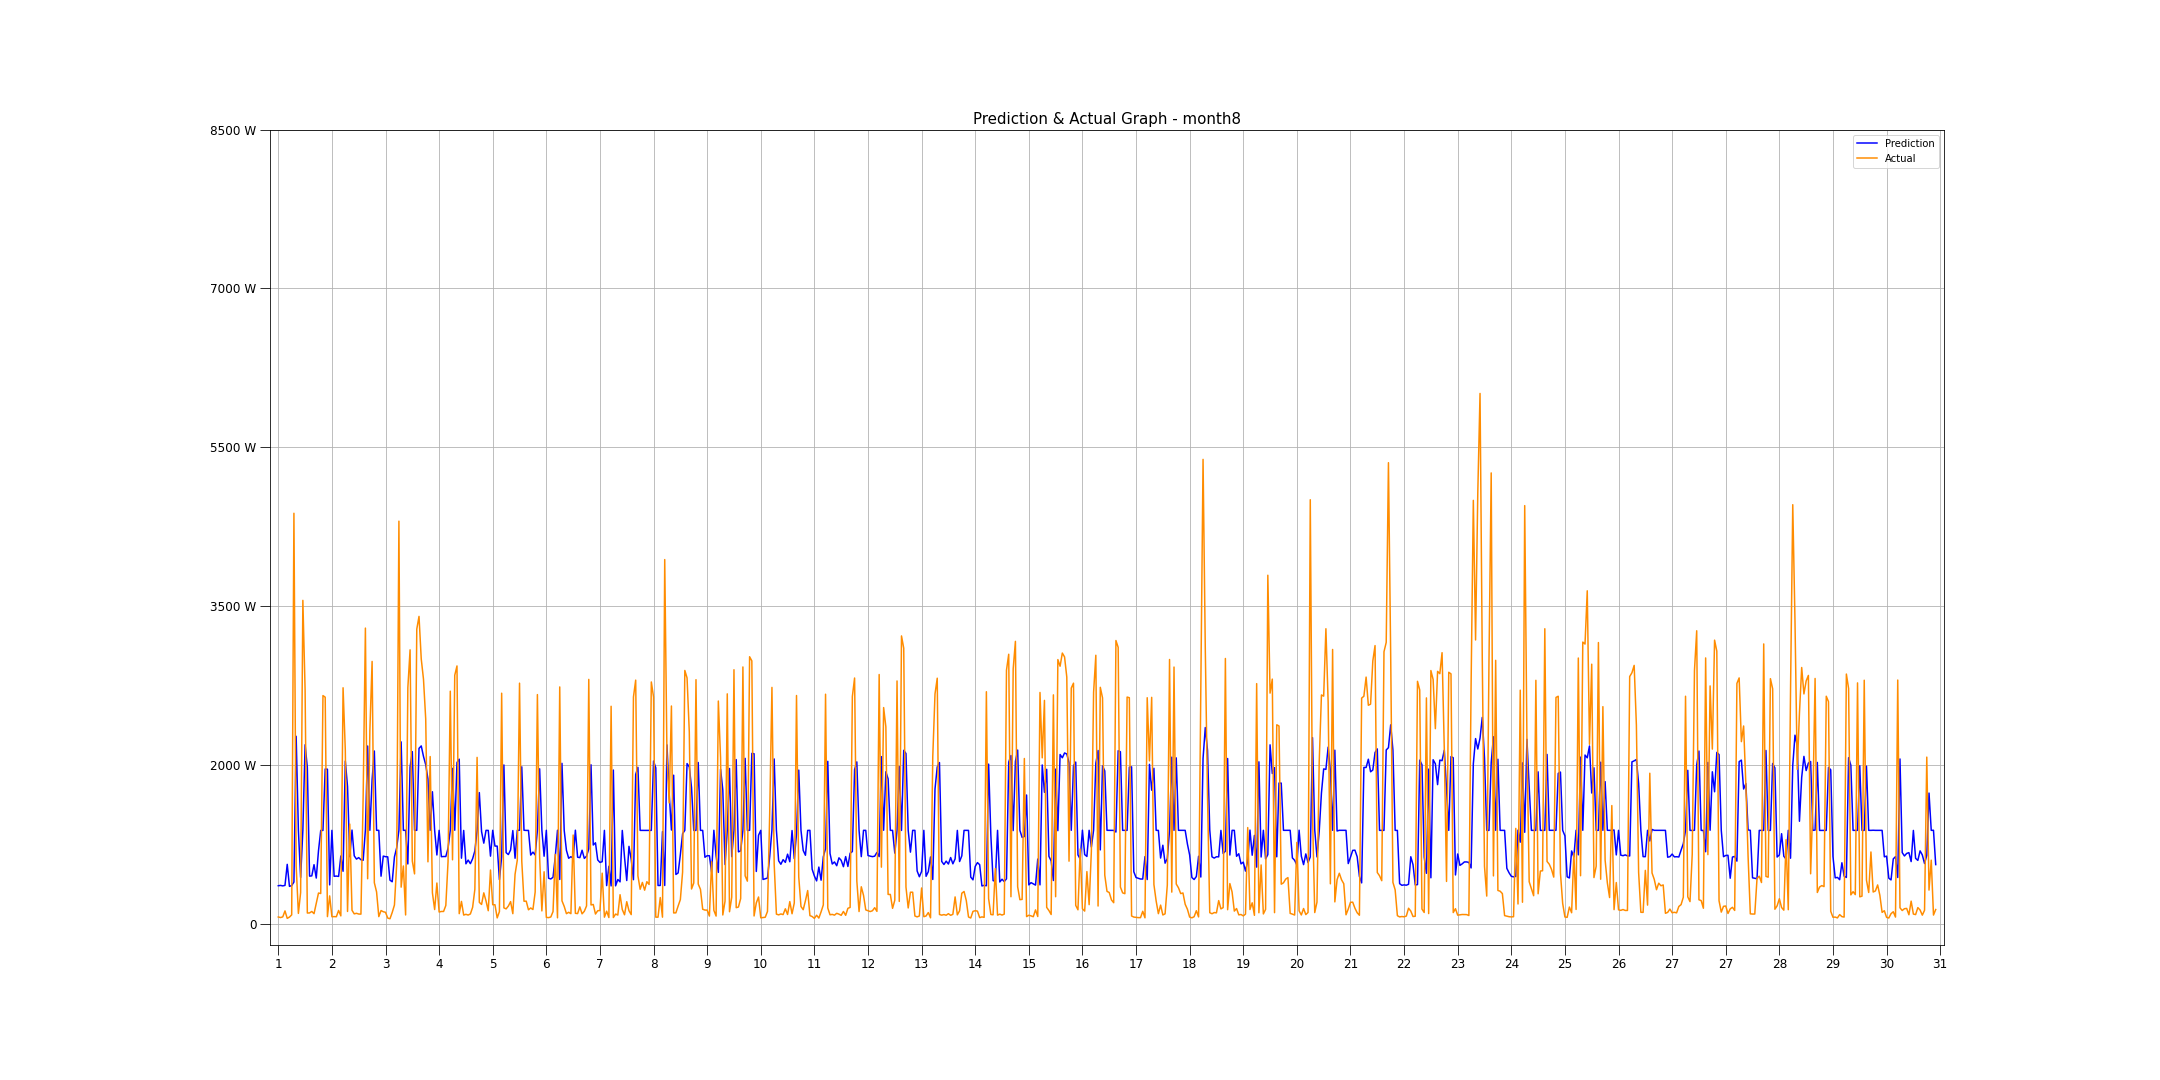 Prediction & Actual Graph - month8
8500 W
Prediction
Actual
7000 W
5500 W
3500 W
2000 W
0
1 2 3 4 5 6 7 8 9 10 11 12 13 14 15 16 17 18 19 20 21 22 23 24 25 26 27 27 28 29 30 31